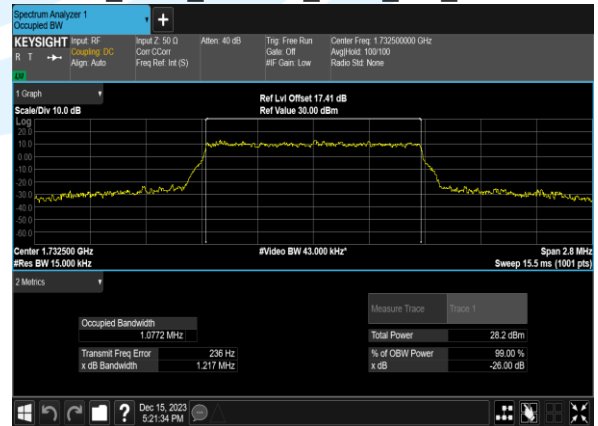 Spectrum Analyzer 1
Occupied BW
+
KEYSIGHT Input: RF Input Z: 50 Ω Atten: 40 dB Trig: Free Run Center Freq: 1.732500000 GHz
R T Coupling: DC Corr CCorr Gate: Off Avg|Hold: 100/100
Align: Auto Freq Ref: Int (S) #IF Gain: Low Radio Std: None
LXI
1 Graph
Ref Lvl Offset 17.41 dB
Scale/Div 10.0 dB Ref Value 30.00 dBm
Log
20.0
10.0
0.00
-10.0
-20.0
-30.0
-40.0
-50.0
-60.0
Center 1.732500 GHz #Video BW 43.000 kHz* Span 2.8 MHz
#Res BW 15.000 kHz Sweep 15.5 ms (1001 pts)
2 Metrics
Measure Trace Trace 1
Occupied Bandwidth
1.0772 MHz Total Power 28.2 dBm
Transmit Freq Error 236 Hz % of OBW Power 99.00 %
x dB Bandwidth 1.217 MHz x dB -26.00 dB
? Dec 15, 2023
5:21:34 PM